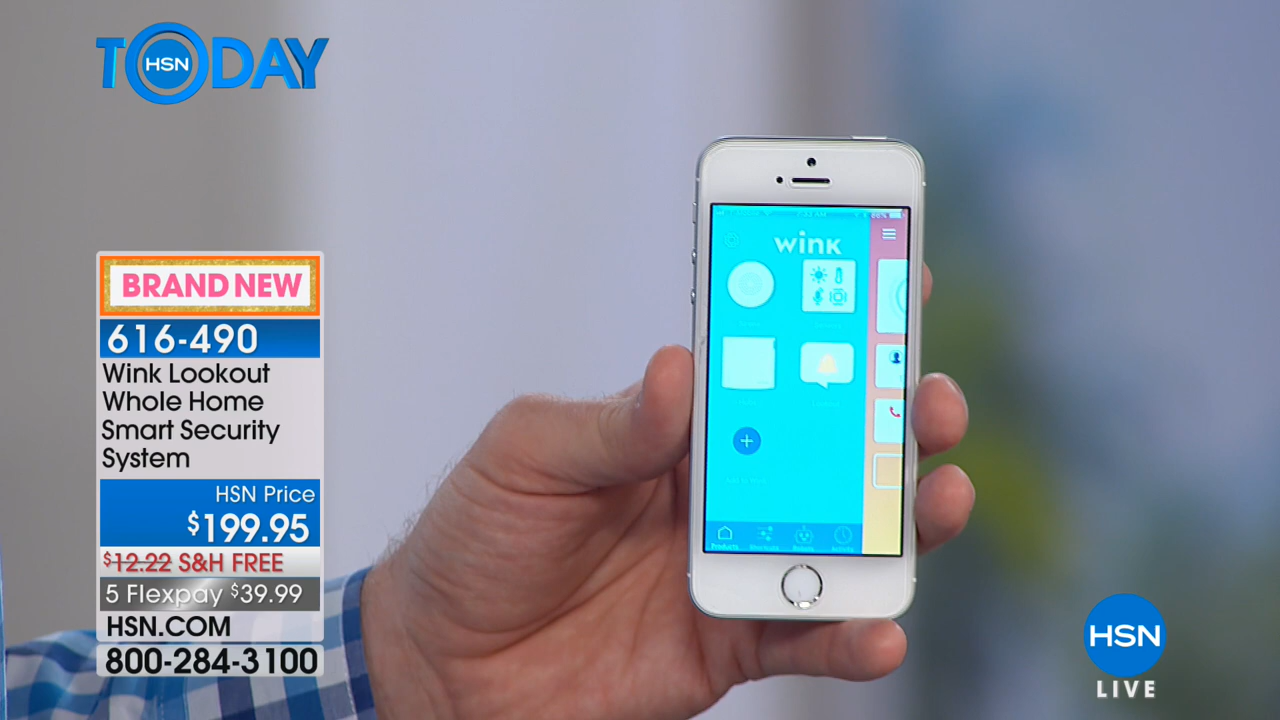 TODAY
HSN
BRAND NEW
616-490
Wink Lookout
Whole Home
Smart Security
System
HSN Price
$199.95
$12.22 S&H FREE
5 Flexpay $39.99
HSN.COM
800-284-3100
wink
Products
HSN
LIVE